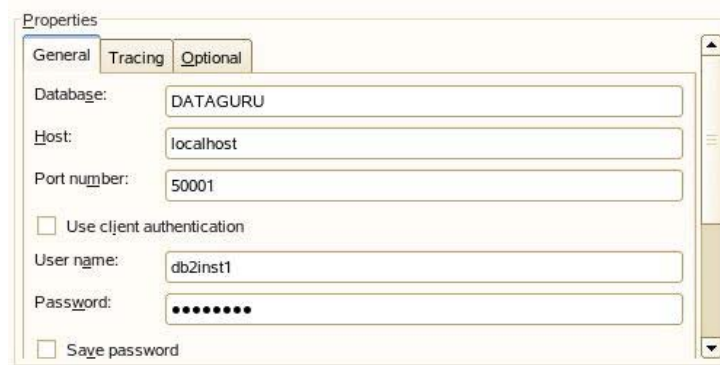 Properties
General Tracing Optional
Database: DATAGURU
Host: localhost
Port number: 50001
Use client authentication
User name: db2inst1
Password: ●●●●●●●●
Save password